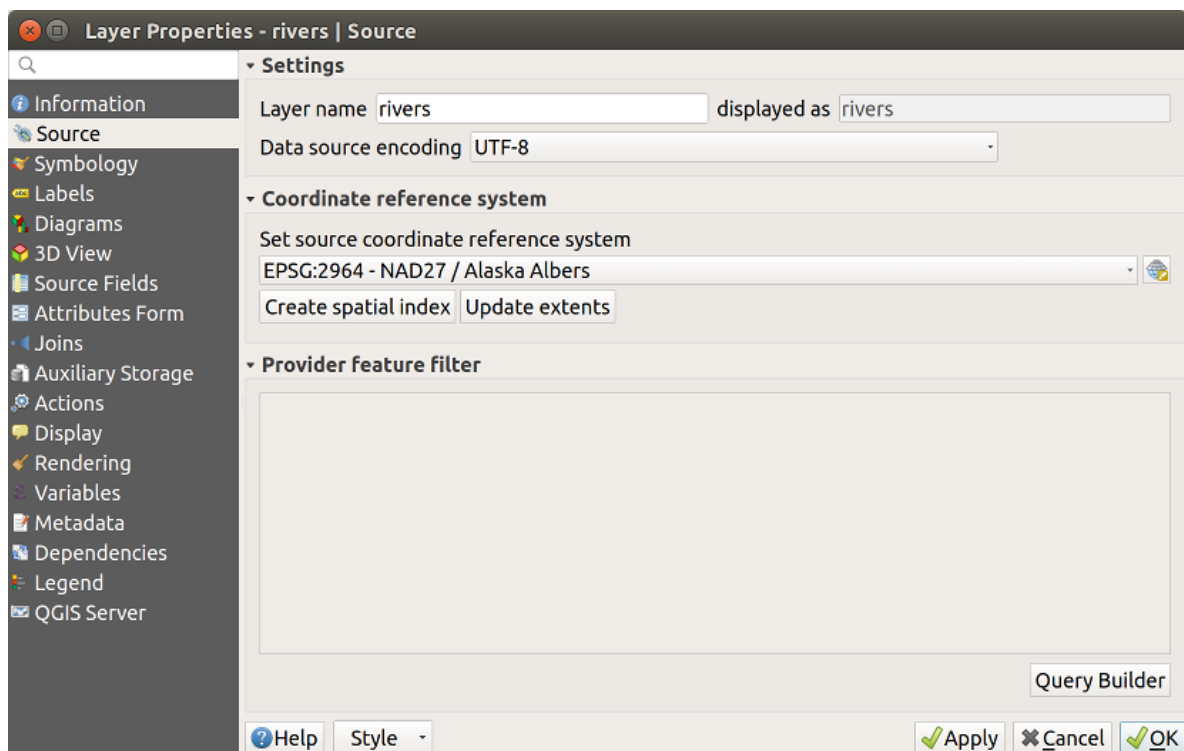 Layer Properties - rivers | Source
Information
Source
Symbology
Labels
Diagrams
3D View
Source Fields
Attributes Form
Joins
Auxiliary Storage
Actions
Display
Rendering
Variables
Metadata
Dependencies
Legend
QGIS Server
Settings
Layer name rivers displayed as rivers
Data source encoding UTF-8
Coordinate reference system
Set source coordinate reference system
EPSG:2964 - NAD27 / Alaska Albers
Create spatial index Update extents
Provider feature filter
Query Builder
Help Style Apply Cancel OK